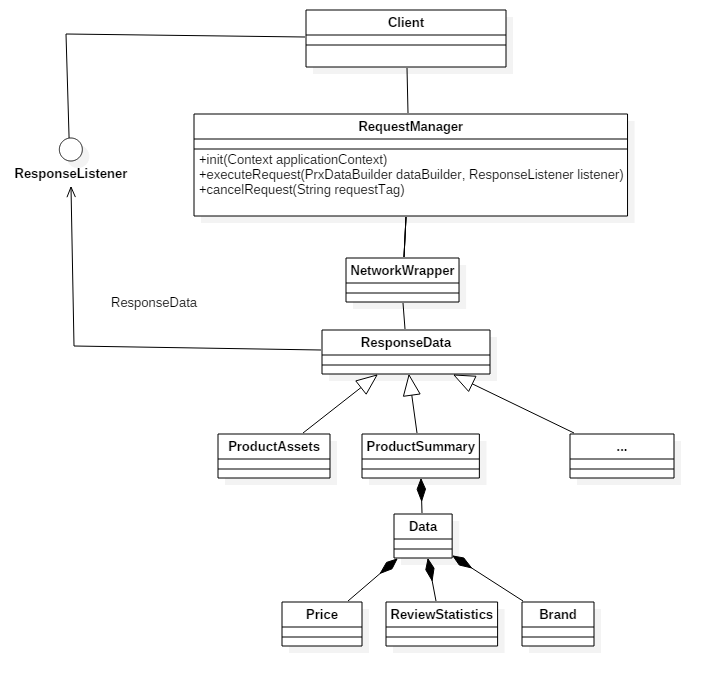 Client
RequestManager
+init(Context applicationContext)
+executeRequest(PrxDataBuilder dataBuilder, ResponseListener listener)
+cancelRequest(String requestTag)
ResponseListener
NetworkWrapper
ResponseData
ResponseData
ProductAssets
ProductSummary
...
Data
Price
ReviewStatistics
Brand